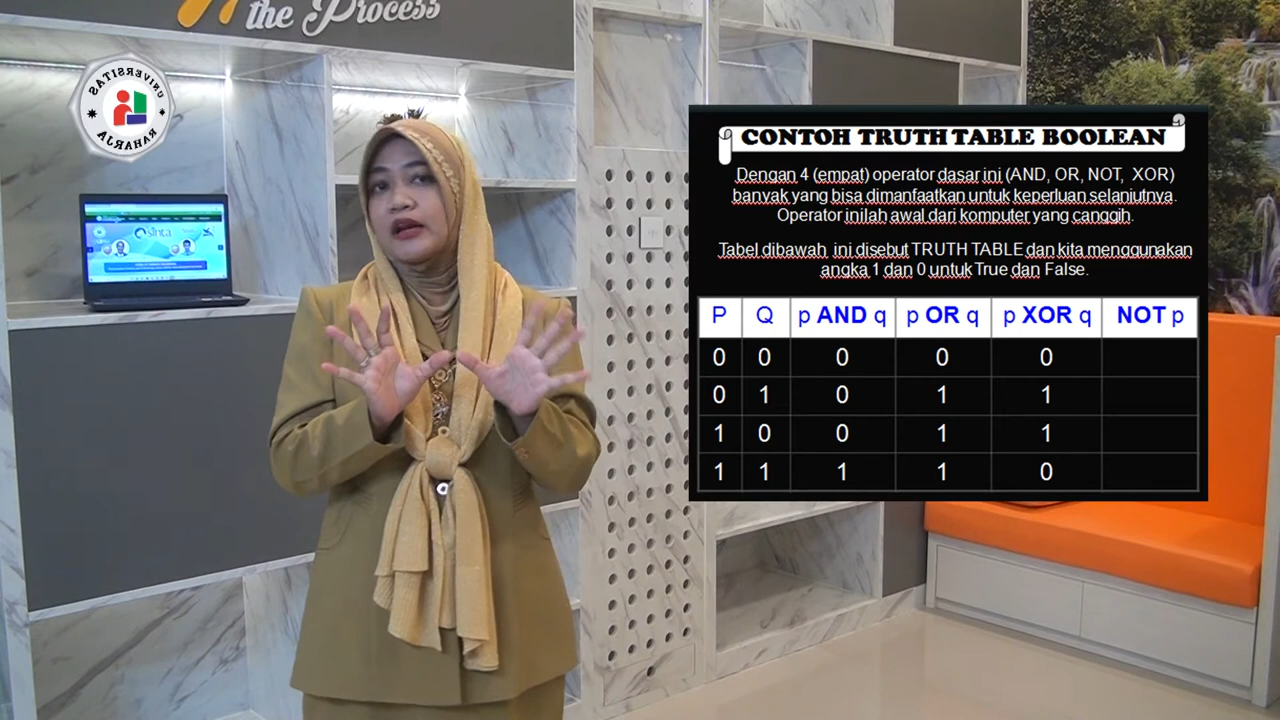 the Process
UNIVERSITAS
RAHARJA
sinta
CONTOH TRUTH TABLE BOOLEAN
Dengan 4 (empat) operator dasar ini (AND, OR, NOT, XOR)
banyak yang bisa dimanfaatkan untuk keperluan selanjutnya.
Operator inilah awal dari komputer yang canggih.
Tabel dibawah ini disebut TRUTH TABLE dan kita menggunakan
angka 1 dan 0 untuk True dan False.
P Q p AND q p OR q p XOR q NOT p
0 0 0 0 0
0 1 0 1 1
1 0 0 1 1
1 1 1 1 0